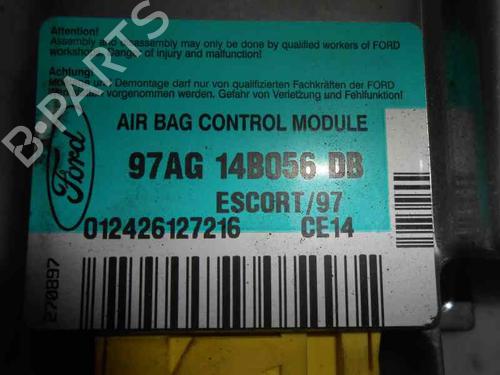 Attention!
Assembly and disassembly may only be done by qualified workers of FORD
workshops. Danger of injury and malfunction!
Achtung!
Montage und Demontage darf nur von qualifizierten Fachkräften der FORD
vorgenommen werden. Gefahr von Verletzung und Fehlfunktion!
Ford
AIR BAG CONTROL MODULE
97AG 14B056 DB
ESCORT/97
012426127216 CE14
270897
B-PARTS